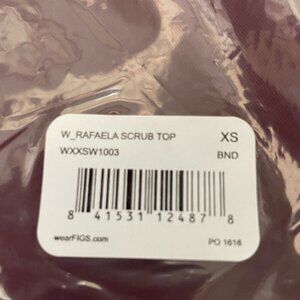 W_RAFAELA SCRUB TOP XS
WXXSW1003 BND
8 41531 12487 8
wearFIGS.com PO 1616